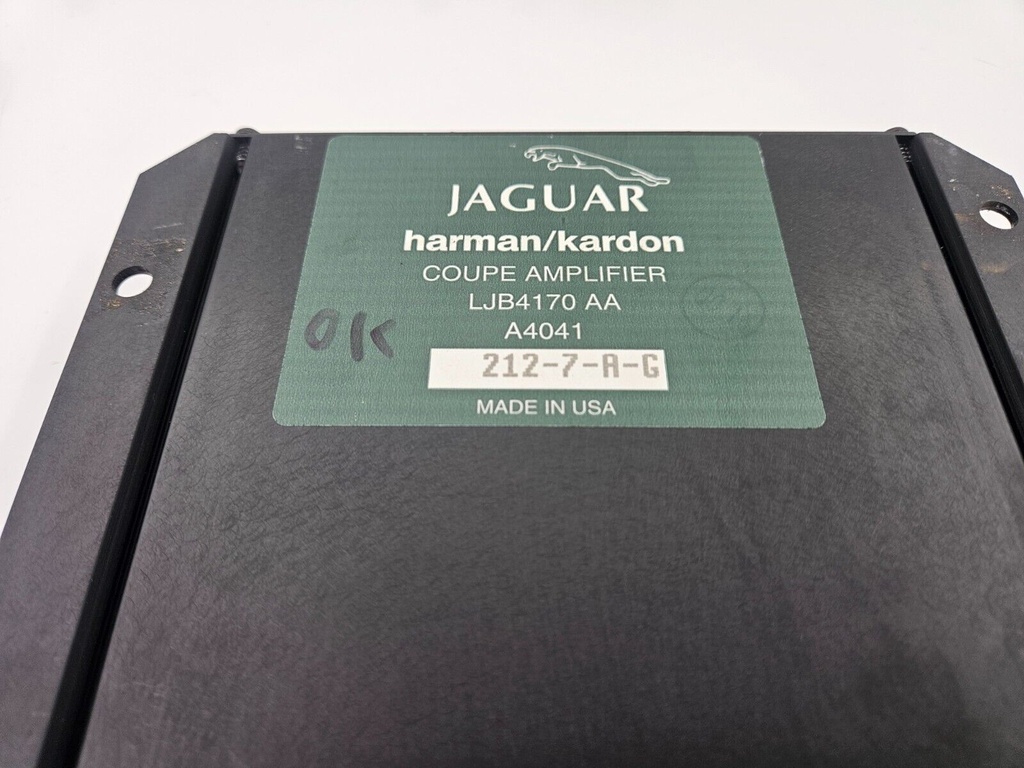 JAGUAR
harman/kardon
COUPE AMPLIFIER
LJB4170 AA
A4041
OK
212-7-A-G
MADE IN USA